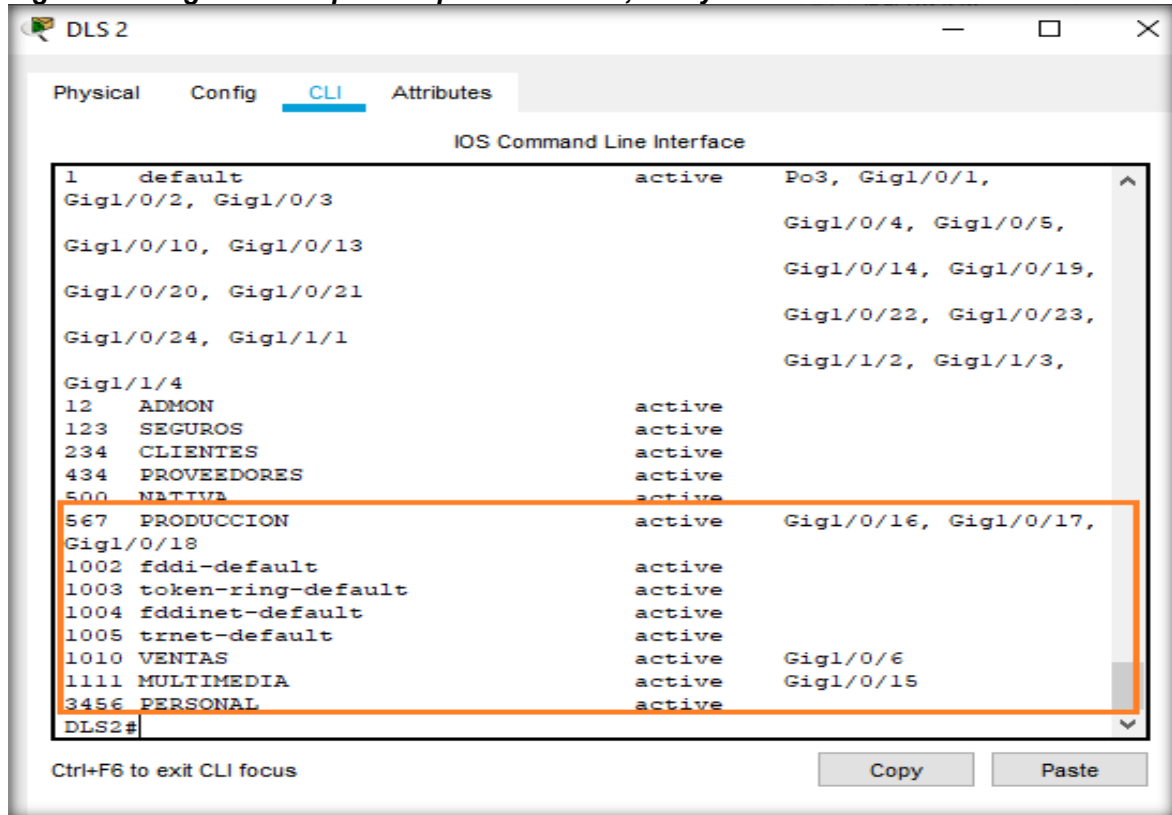 DLS 2
Physical Config CLI Attributes
IOS Command Line Interface
1 default active Po3, Gig1/0/1,
Gig1/0/2, Gig1/0/3
Gig1/0/4, Gig1/0/5,
Gig1/0/10, Gig1/0/13
Gig1/0/14, Gig1/0/19,
Gig1/0/20, Gig1/0/21
Gig1/0/22, Gig1/0/23,
Gig1/0/24, Gig1/1/1
Gig1/1/2, Gig1/1/3,
Gig1/1/4
12 ADMON active
123 SEGUROS active
234 CLIENTES active
434 PROVEEDORES active
500 NATIVA active
567 PRODUCCION active Gig1/0/16, Gig1/0/17,
Gig1/0/18
1002 fddi-default active
1003 token-ring-default active
1004 fddinet-default active
1005 trnet-default active
1010 VENTAS active Gig1/0/6
1111 MULTIMEDIA active Gig1/0/15
3456 PERSONAL active
DLS2#
Ctrl+F6 to exit CLI focus
Copy Paste